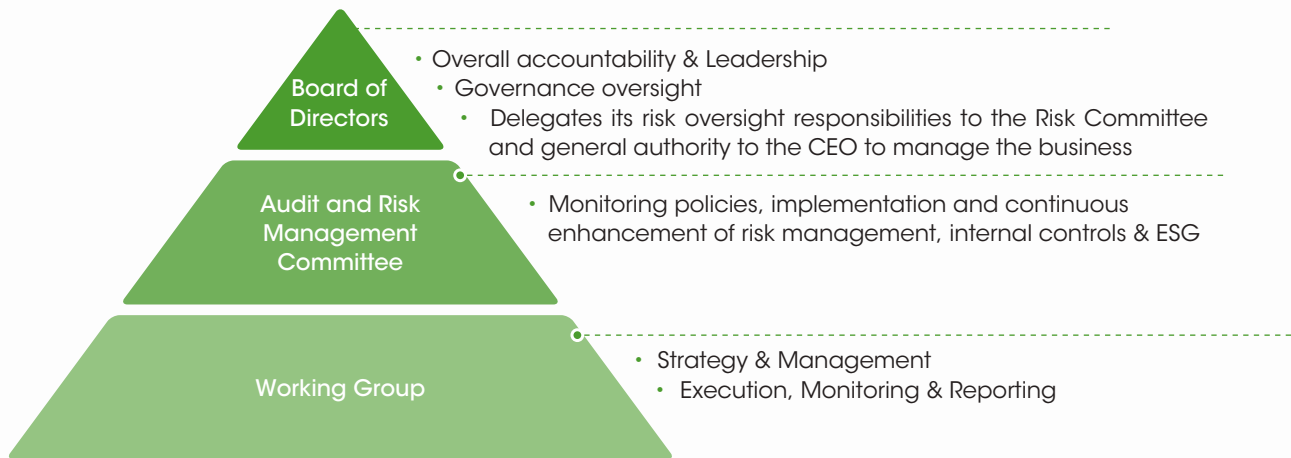 Board of
Directors
• Overall accountability & Leadership
• Governance oversight
• Delegates its risk oversight responsibilities to the Risk Committee
and general authority to the CEO to manage the business
Audit and Risk
Management
Committee
• Monitoring policies, implementation and continuous
enhancement of risk management, internal controls & ESG
Working Group
• Strategy & Management
• Execution, Monitoring & Reporting